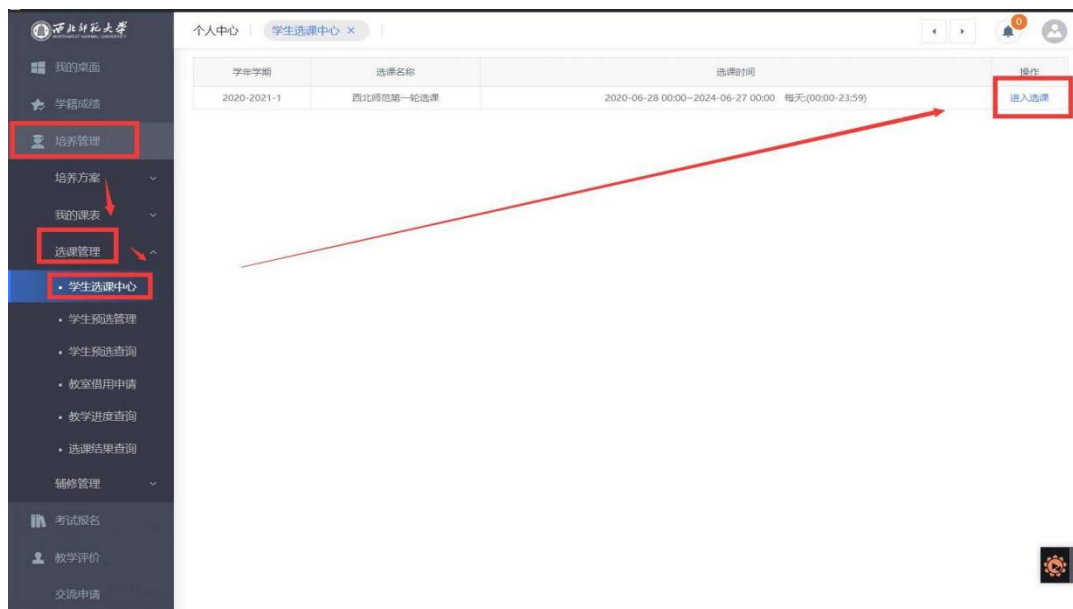 西北师范大学
NORTHWEST NORMAL UNIVERSITY
个人中心 学生选课中心 ×
0
我的桌面
学籍成绩
培养管理
培养方案
我的课表
选课管理
• 学生选课中心
• 学生预选管理
• 学生预选查询
• 教室借用申请
• 教学进度查询
• 选课结果查询
辅修管理
考试报名
教学评价
交流申请
学年学期 选课名称 选课时间 操作
2020-2021-1 西北师范第一轮选课 2020-06-28 00:00~2024-06-27 00:00 每天:(00:00-23:59) 进入选课